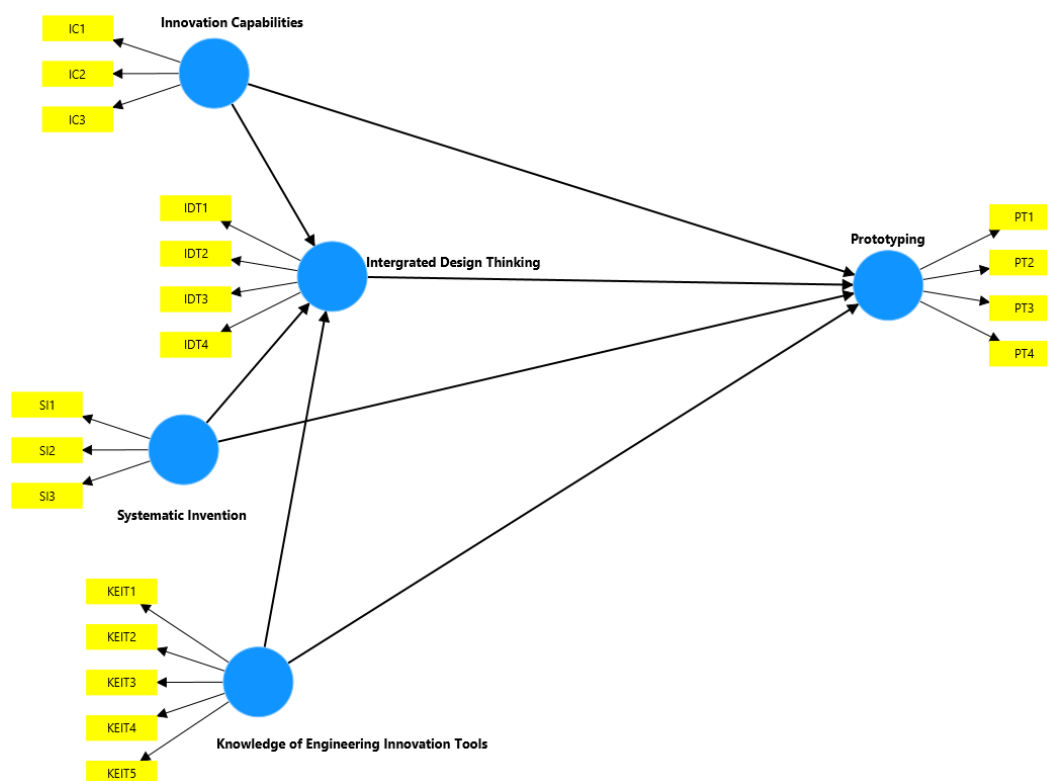 Innovation Capabilities
IC1
IC2
IC3
IDT1
IDT2
IDT3
IDT4
Intergrated Design Thinking
Prototyping
PT1
PT2
PT3
PT4
SI1
SI2
SI3
Systematic Invention
KEIT1
KEIT2
KEIT3
KEIT4
KEIT5
Knowledge of Engineering Innovation Tools